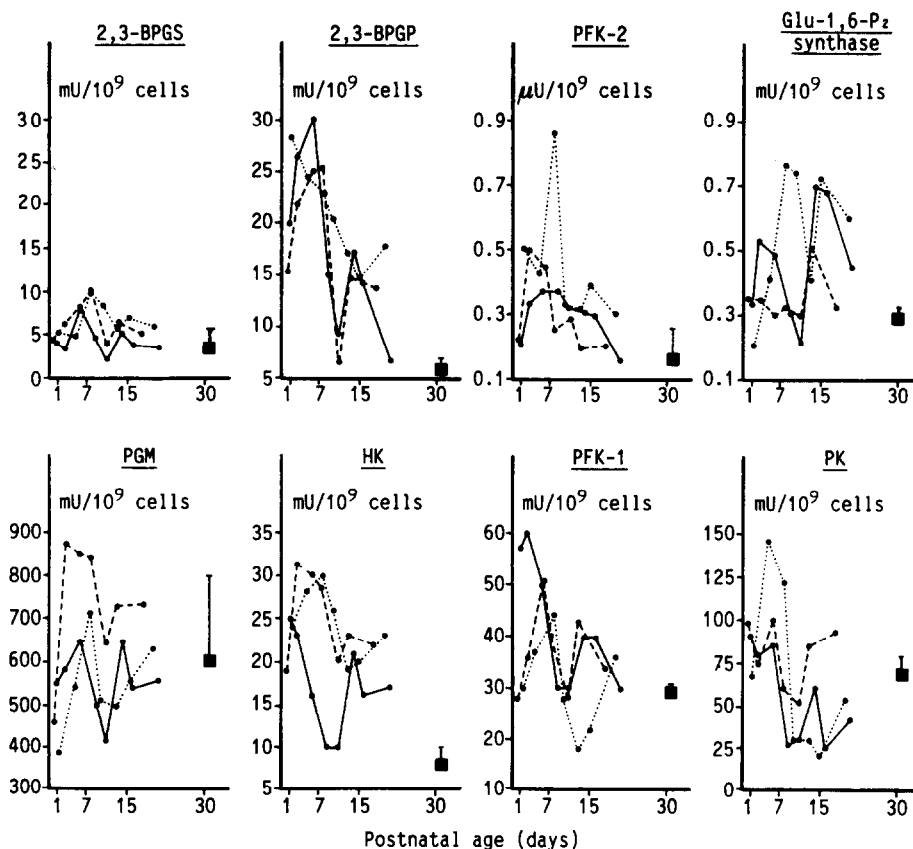 2,3-BPGS
2,3-BPGP
PFK-2
Glu-1,6-P₂
synthase
mU/10⁹ cells
mU/10⁹ cells
µU/10⁹ cells
mU/10⁹ cells
30
25
20
15
10
5
0
1 7 15 30
30
25
20
15
10
5
1 7 15 30
0.9
0.7
0.5
0.3
0.1
1 7 15 30
0.9
0.7
0.5
0.3
0.1
1 7 15 30
PGM
HK
PFK-1
PK
mU/10⁹ cells
mU/10⁹ cells
mU/10⁹ cells
mU/10⁹ cells
900
800
700
600
500
400
300
1 7 15 30
35
30
25
20
15
10
5
1 7 15 30
60
50
40
30
20
10
1 7 15 30
150
125
100
75
50
25
0
1 7 15 30
Postnatal age (days)